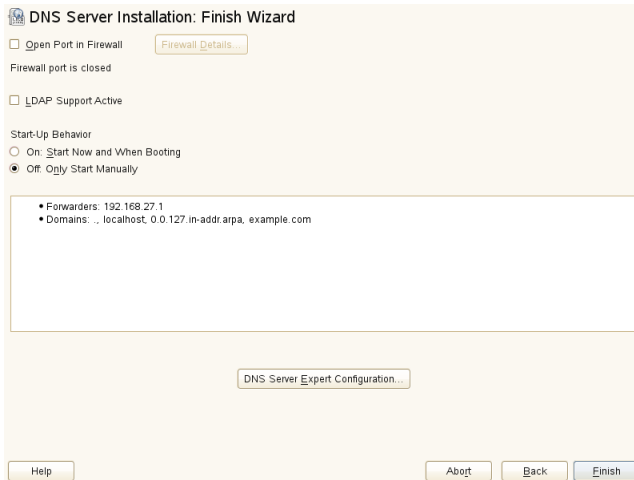 DNS Server Installation: Finish Wizard
Open Port in Firewall
Firewall Details...
Firewall port is closed
LDAP Support Active
Start-Up Behavior
On: Start Now and When Booting
Off: Only Start Manually
• Forwarders: 192.168.27.1
• Domains: ., localhost, 0.0.127.in-addr.arpa, example.com
DNS Server Expert Configuration...
Help
Abort
Back
Finish